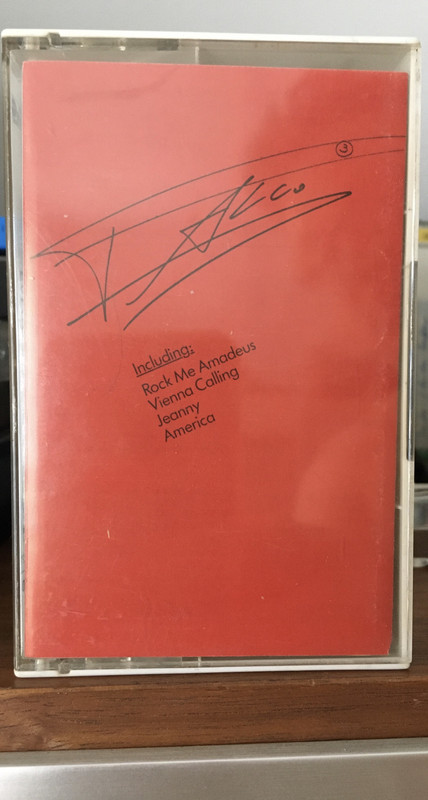 Falco
3
Including:
Rock Me Amadeus
Vienna Calling
Jeanny
America